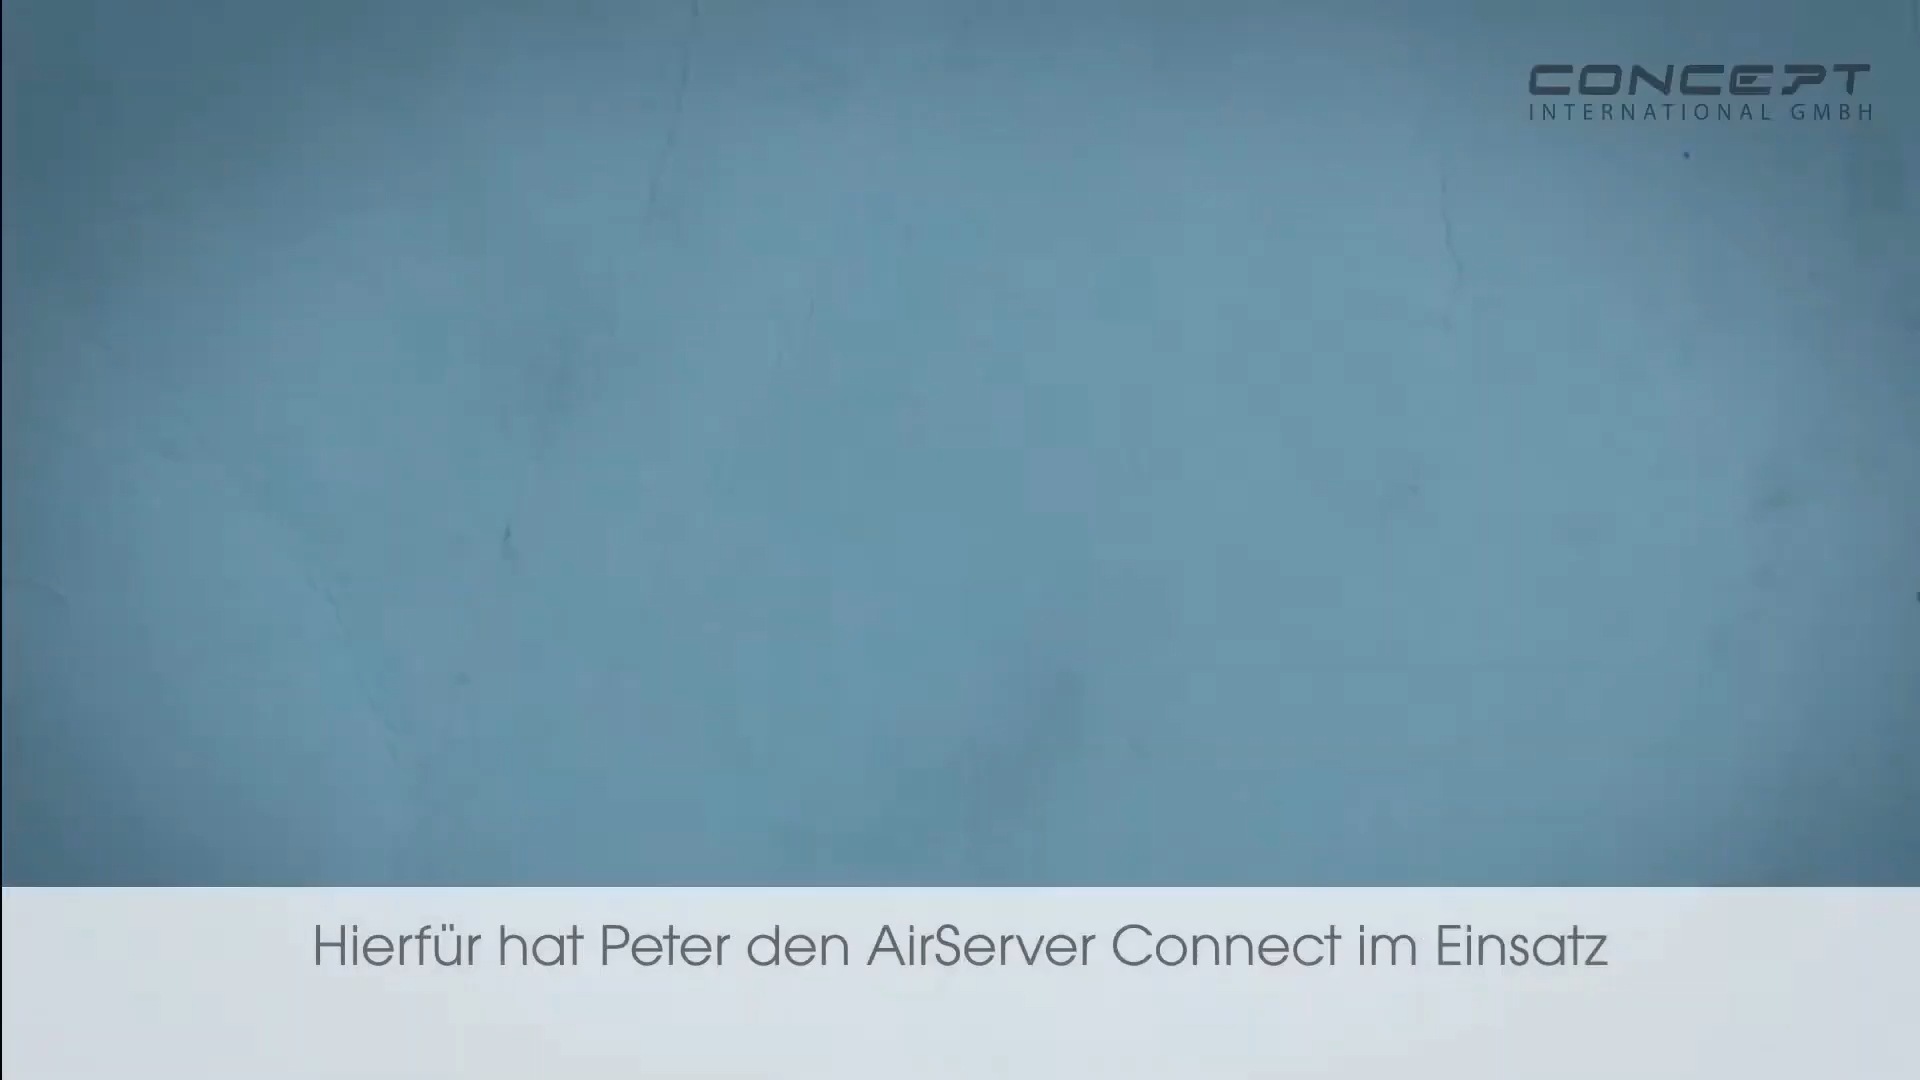 CONCEPT
INTERNATIONAL GMBH
Hierfür hat Peter den AirServer Connect im Einsatz